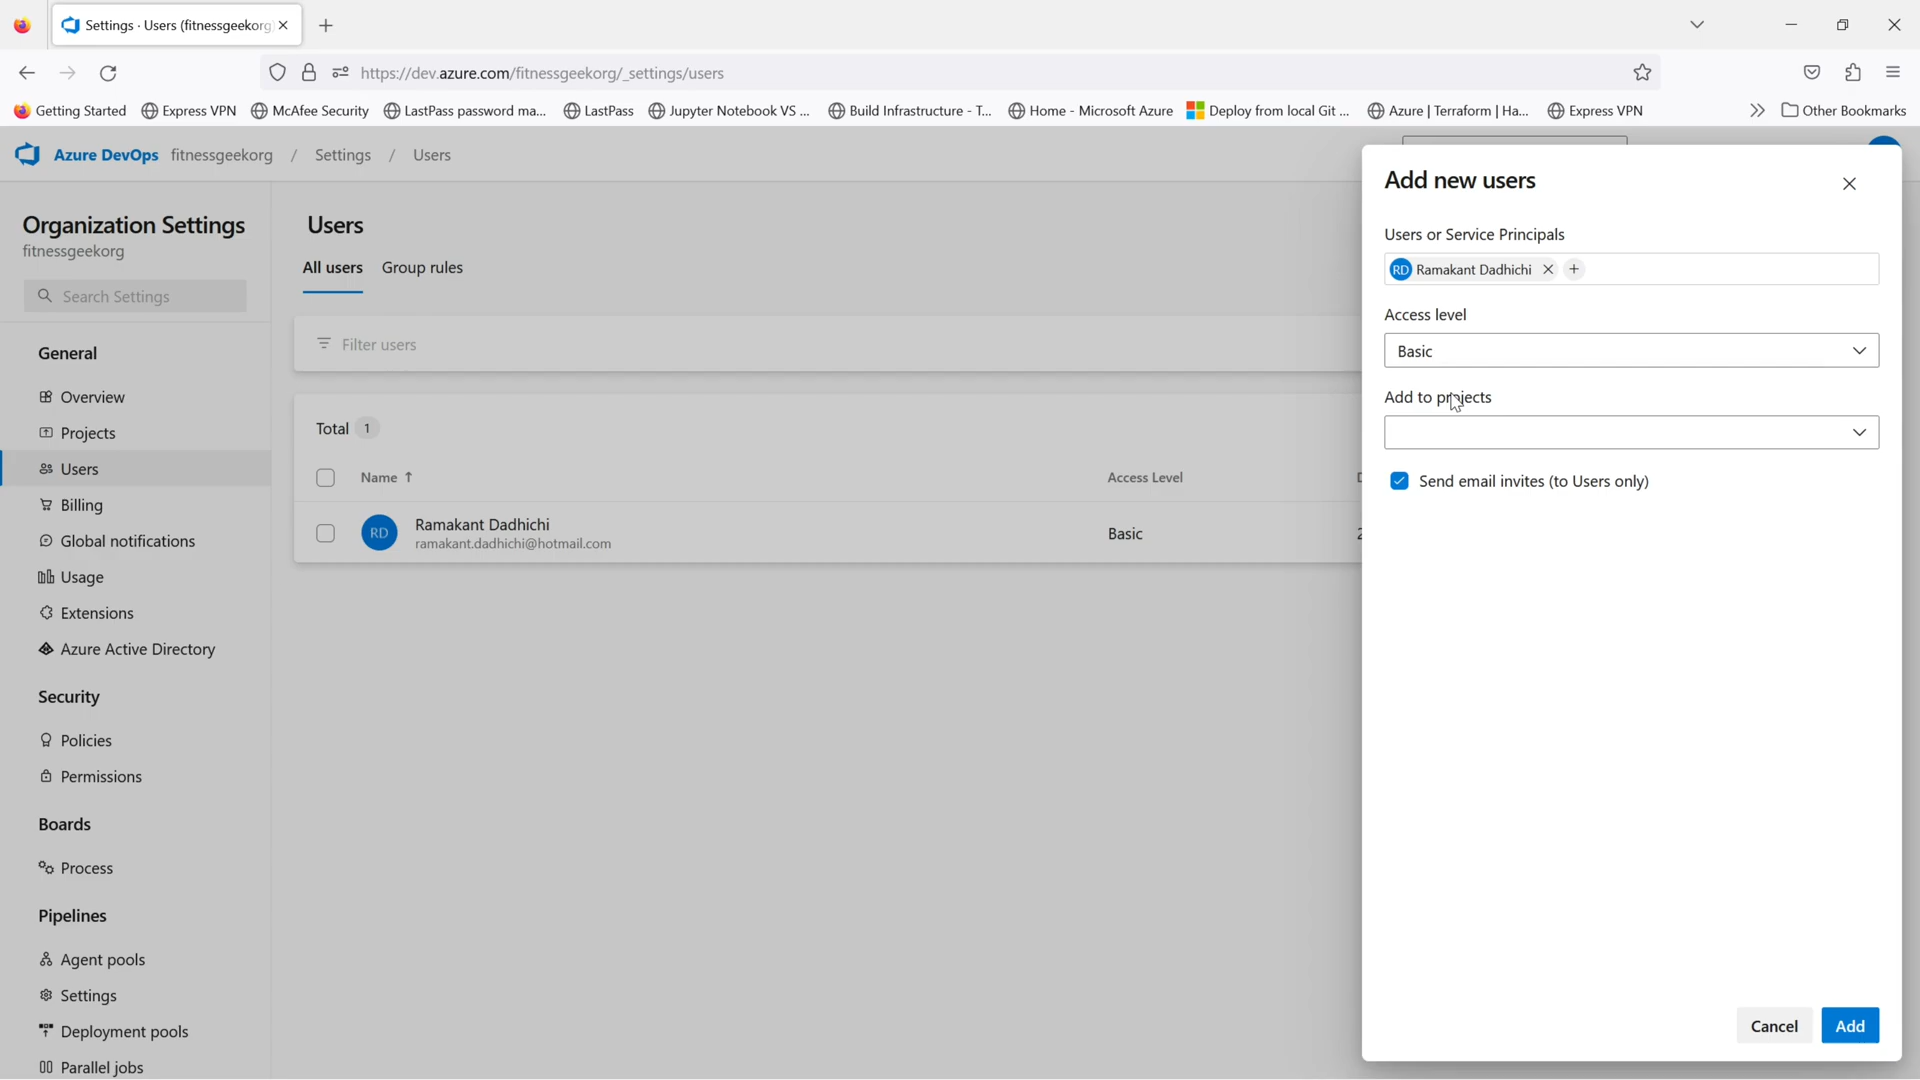 Settings · Users (fitnessgeekorg
https://dev.azure.com/fitnessgeekorg/_settings/users
Getting Started
Express VPN
McAfee Security
LastPass password ma...
LastPass
Jupyter Notebook VS ...
Build Infrastructure - T...
Home - Microsoft Azure
Deploy from local Git ...
Azure | Terraform | Ha...
Express VPN
Other Bookmarks
Azure DevOps fitnessgeekorg / Settings / Users
Organization Settings
fitnessgeekorg
Search Settings
General
Overview
Projects
Users
Billing
Global notifications
Usage
Extensions
Azure Active Directory
Security
Policies
Permissions
Boards
Process
Pipelines
Agent pools
Settings
Deployment pools
Parallel jobs
Users
All users Group rules
Filter users
Total 1
Name ↑ Access Level
RD Ramakant Dadhichi Basic
ramakant.dadhichi@hotmail.com
Add new users
Users or Service Principals
RD Ramakant Dadhichi
Access level
Basic
Add to projects
Send email invites (to Users only)
Cancel Add